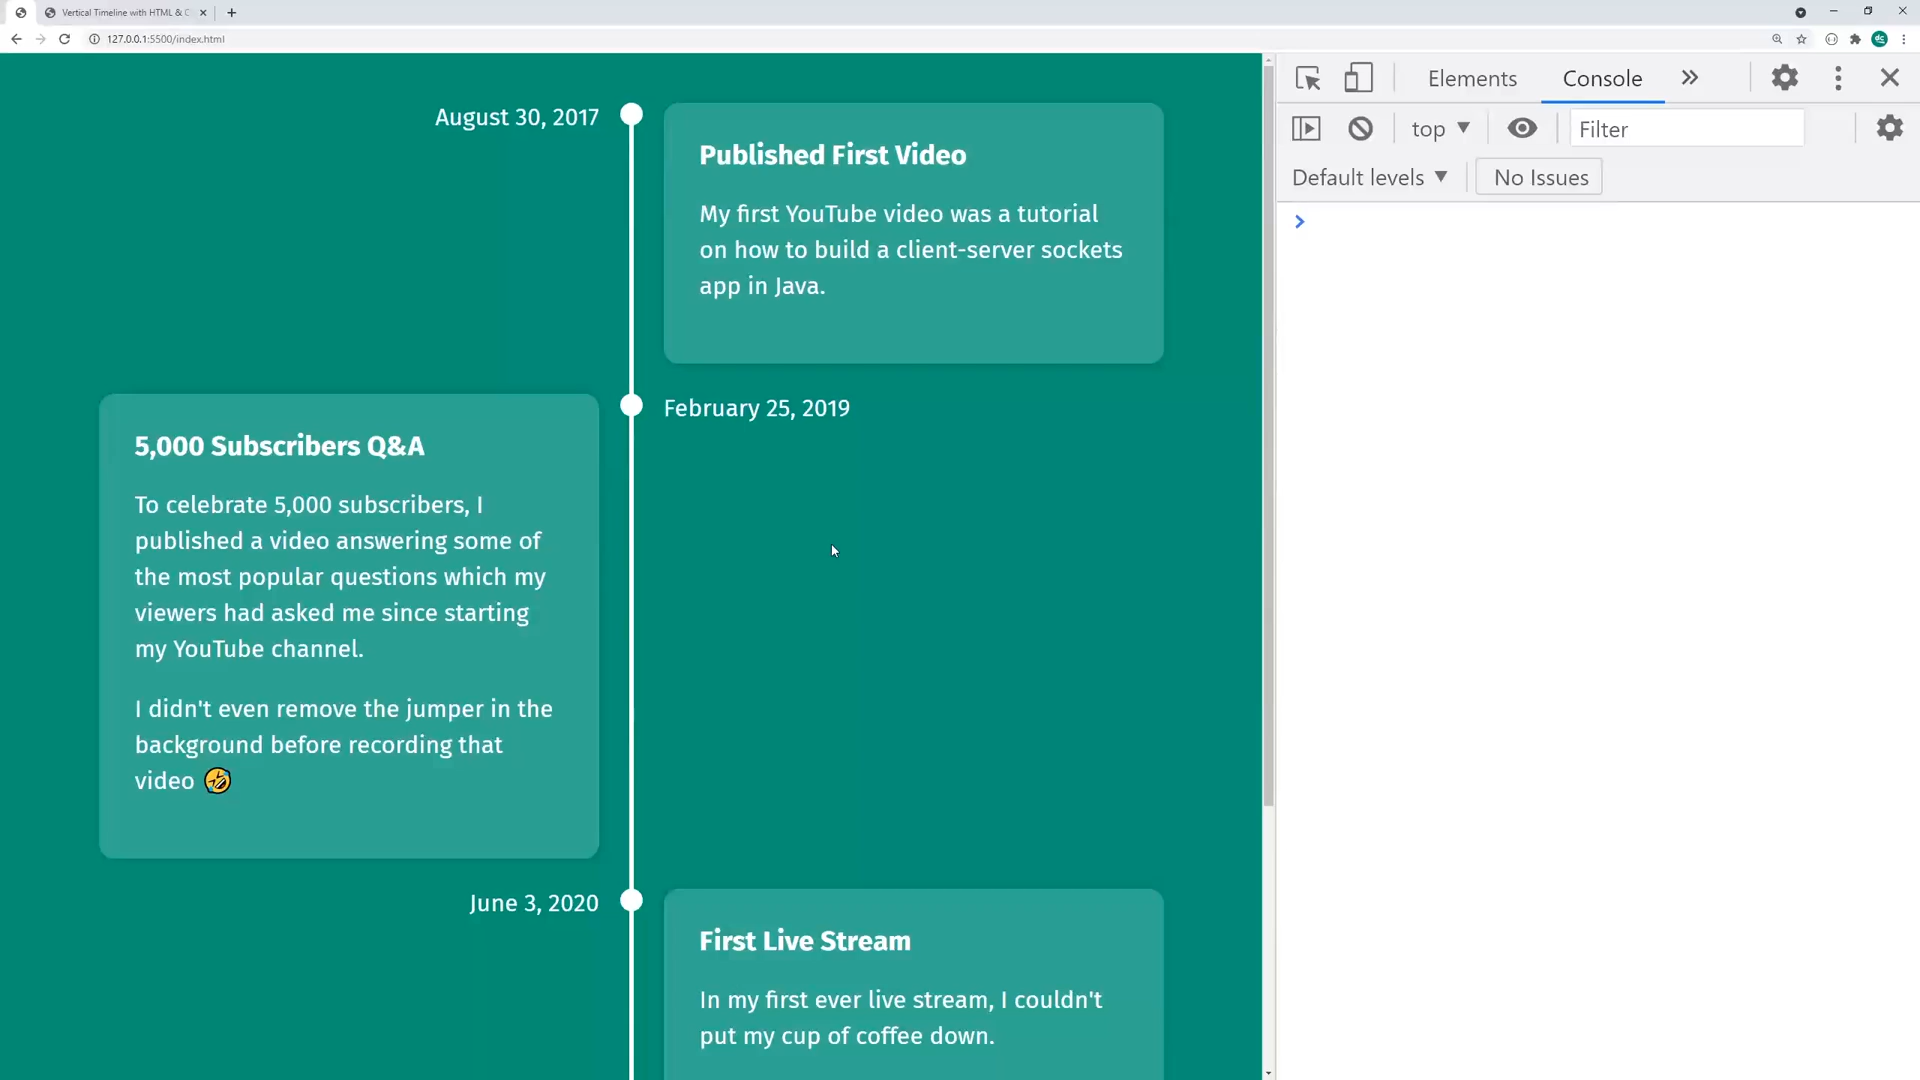 Vertical Timeline with HTML & C
127.0.0.1:5500/index.html
August 30, 2017
Published First Video
My first YouTube video was a tutorial
on how to build a client-server sockets
app in Java.
February 25, 2019
5,000 Subscribers Q&A
To celebrate 5,000 subscribers, I
published a video answering some of
the most popular questions which my
viewers had asked me since starting
my YouTube channel.
I didn't even remove the jumper in the
background before recording that
video 🤣
June 3, 2020
First Live Stream
In my first ever live stream, I couldn't
put my cup of coffee down.
Elements
Console
top
Filter
Default levels
No Issues